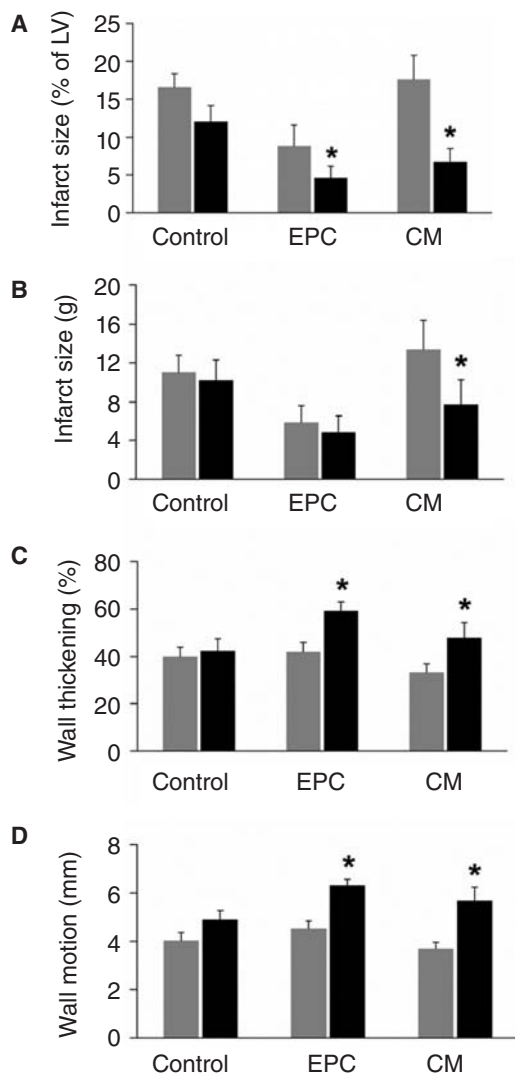 A
Infarct size (% of LV)
25
20
15
10
5
0
*
*
Control EPC CM
B
Infarct size (g)
20
16
12
8
4
0
*
Control EPC CM
C
Wall thickening (%)
80
60
40
20
0
*
*
Control EPC CM
D
Wall motion (mm)
8
6
4
2
0
*
*
Control EPC CM